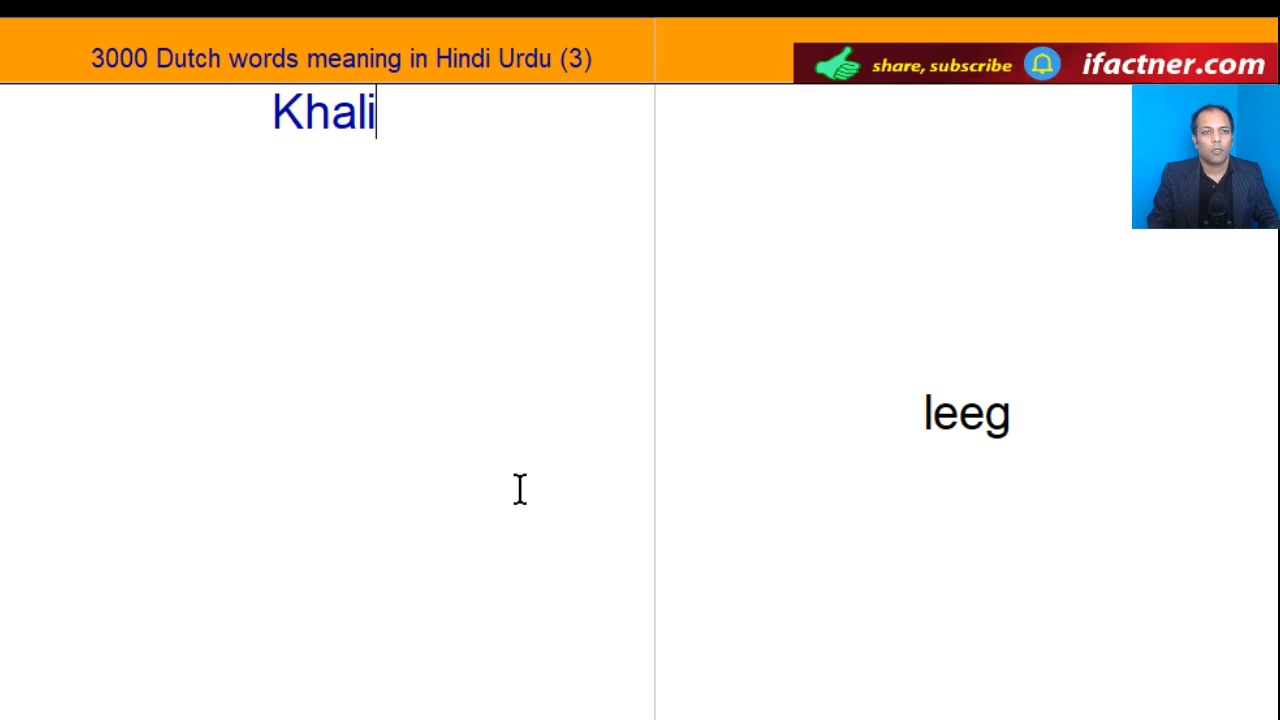 3000 Dutch words meaning in Hindi Urdu (3)
share, subscribe
ifactner.com
Khali
leeg